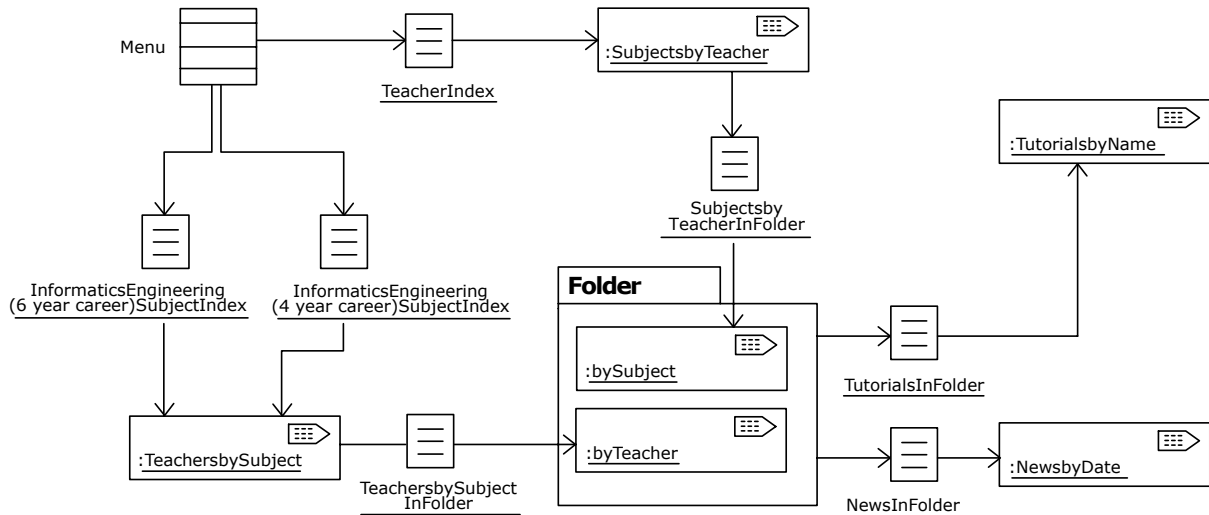 Menu
TeacherIndex
:SubjectsbyTeacher
:TutorialsbyName
Subjectsby
TeacherInFolder
InformaticsEngineering
(6 year career)SubjectIndex
InformaticsEngineering
(4 year career)SubjectIndex
Folder
:bySubject
TutorialsInFolder
:byTeacher
:TeachersbySubject
:NewsbyDate
TeachersbySubject
InFolder
NewsInFolder